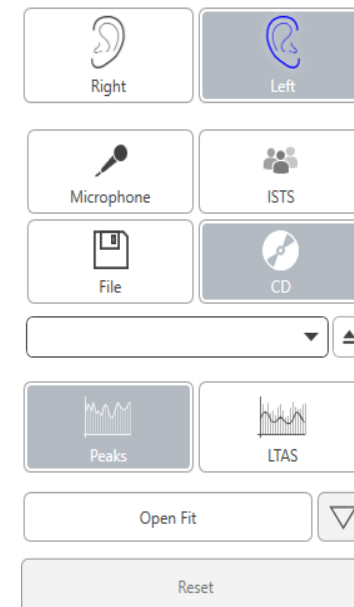 Right
Left
Microphone
ISTS
File
CD
Peaks
LTAS
Open Fit
Reset